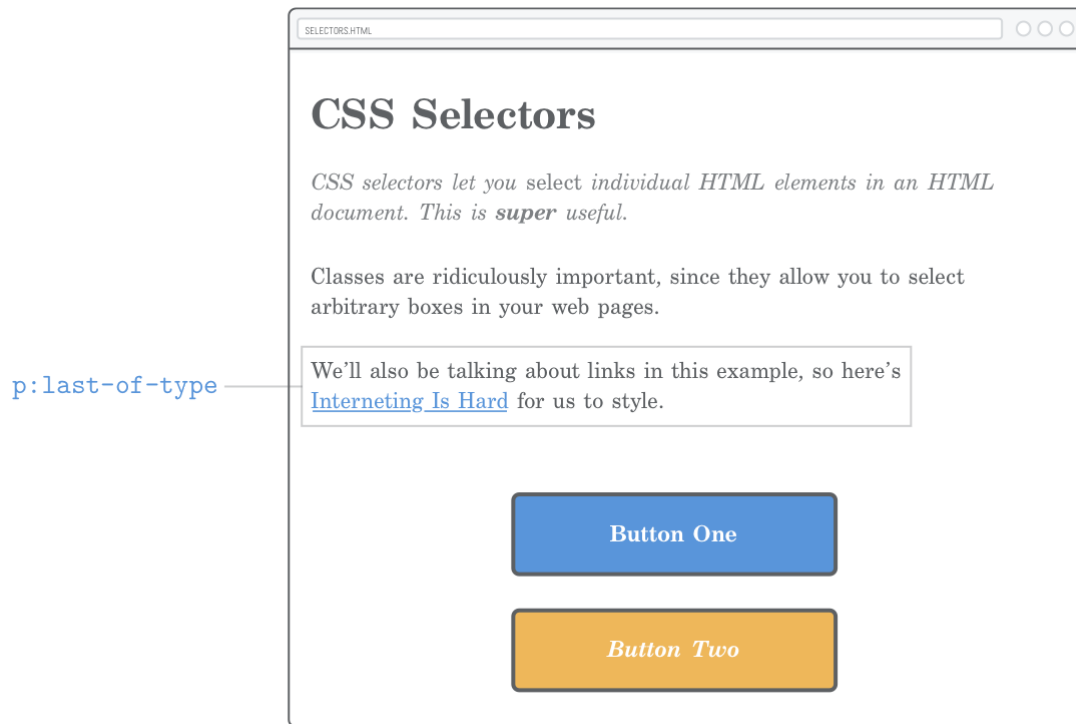 SELECTORS.HTML
CSS Selectors
CSS selectors let you select individual HTML elements in an HTML
document. This is super useful.
Classes are ridiculously important, since they allow you to select
arbitrary boxes in your web pages.
p:last-of-type
We’ll also be talking about links in this example, so here’s
Interneting Is Hard for us to style.
Button One
Button Two